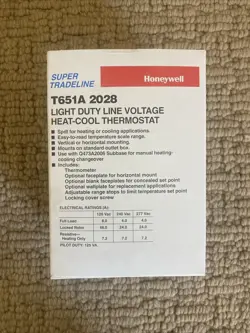 SUPER
TRADELINE
Honeywell
T651A 2028
LIGHT DUTY LINE VOLTAGE
HEAT-COOL THERMOSTAT
Spdt for heating or cooling applications.
Easy-to-read temperature scale range.
Vertical or horizontal mounting.
Mounts on standard outlet box.
Use with Q473A2005 Subbase for manual heating-
cooling changeover
Includes:
Thermometer
Optional faceplate for horizontal mount
Optional blank faceplates for concealed set point
Optional wallplate for replacement applications
Adjustable range stops to limit temperature set point
Locking cover screw
ELECTRICAL RATINGS (A):
120 Vac 240 Vac 277 Vac
Full Load
Locked Rotor
Resistive—
Heating Only
PILOT DUTY: 125 VA.